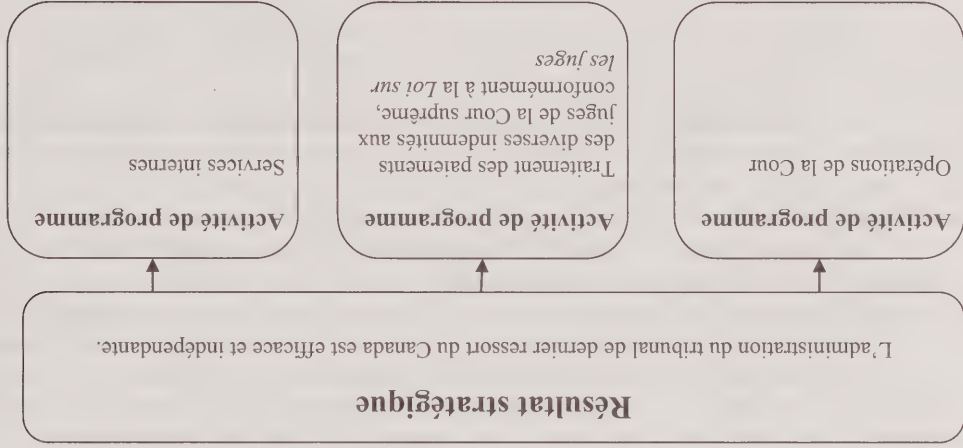 Résultat stratégique
L'administration du tribunal de dernier ressort du Canada est efficace et indépendante.
Activité de programme
Opérations de la Cour
Activité de programme
Traitement des paiements
des diverses indemnités aux
juges de la Cour suprême,
conformément à la Loi sur
les juges
Activité de programme
Services internes